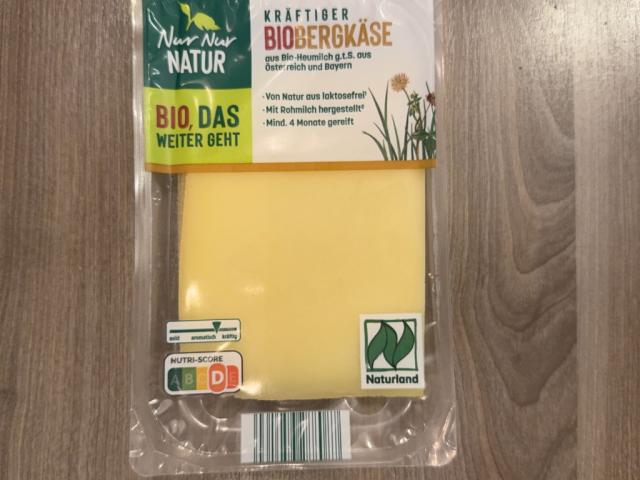 Nur Nur
NATUR
BIO, DAS
WEITER GEHT
KRÄFTIGER
BIOBERGKÄSE
aus Bio-Heumilch g.t.S. aus
Österreich und Bayern
· Von Natur aus laktosefrei¹
· Mit Rohmilch hergestellt²
· Mind. 4 Monate gereift
mild aromatisch kräftig
NUTRI-SCORE
A B C D E
Naturland